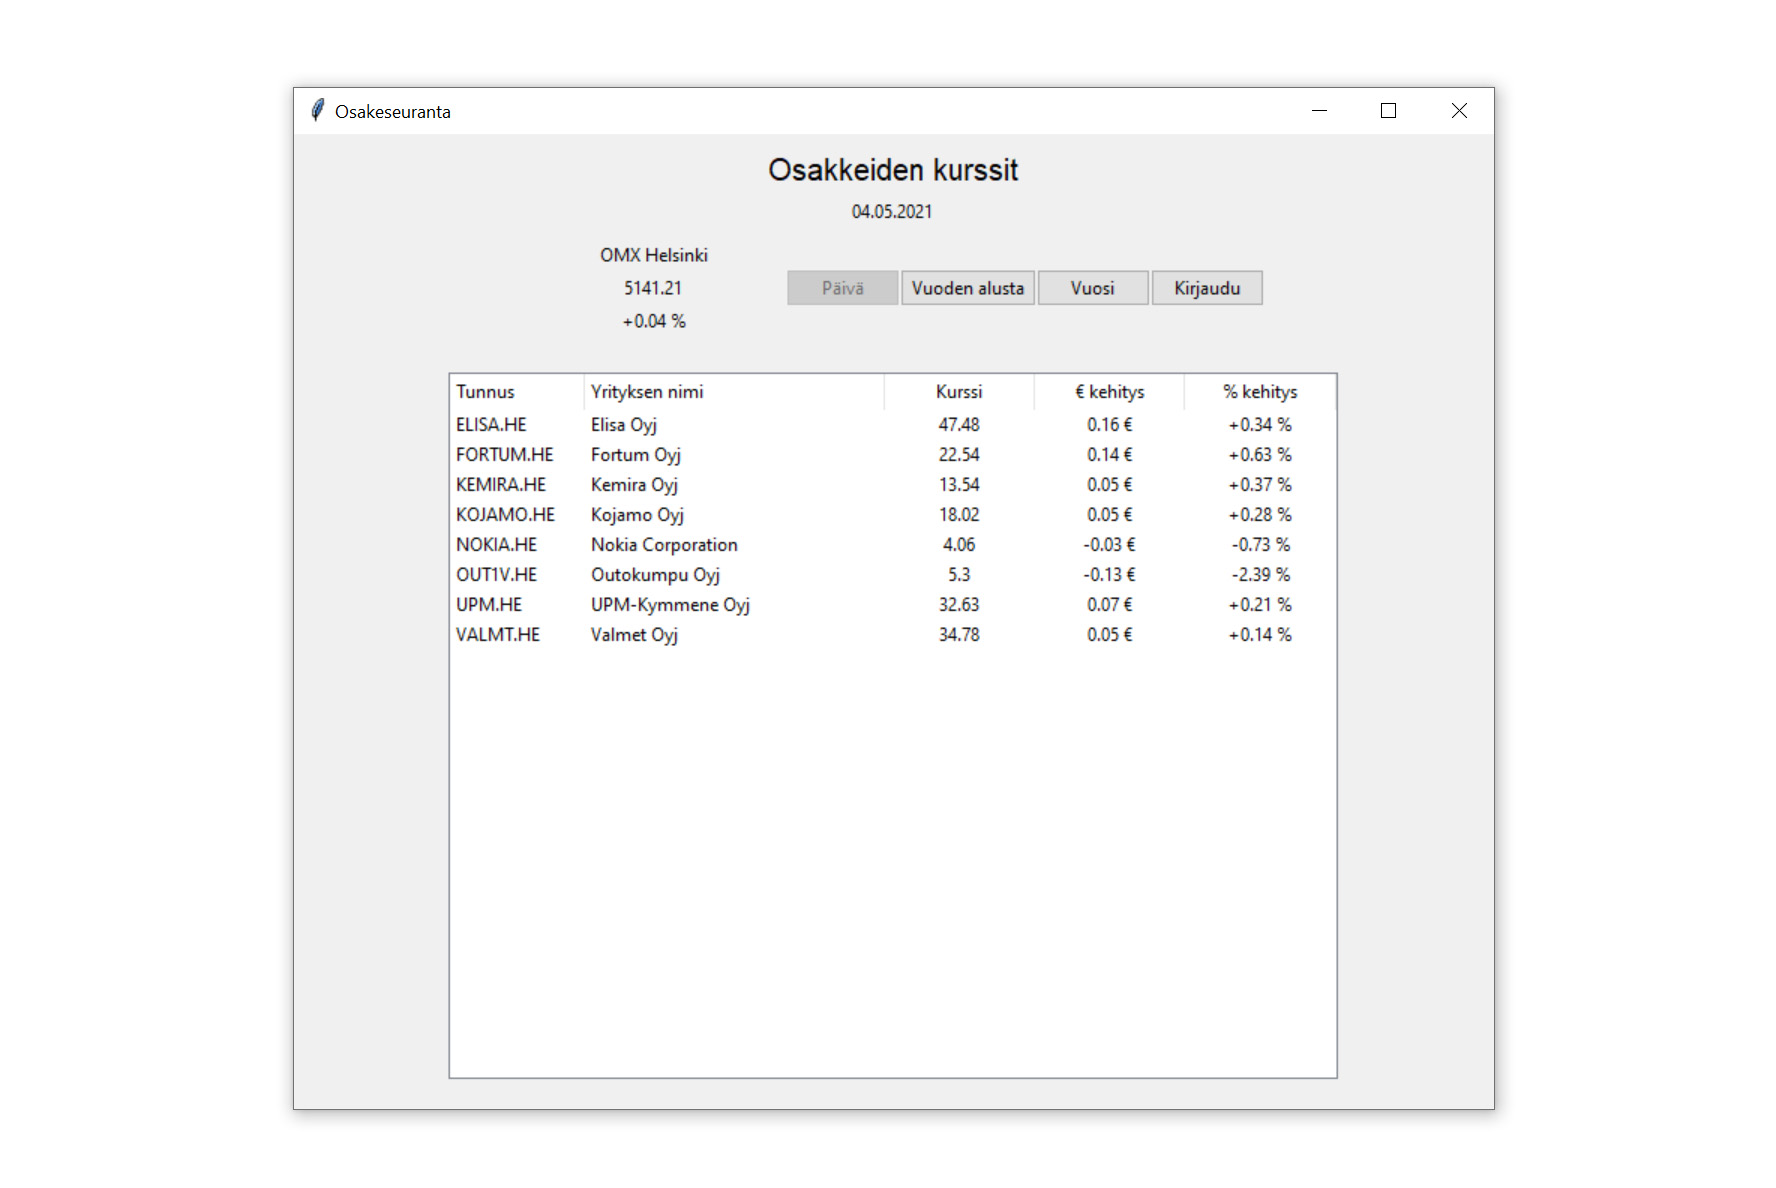 Osakeseuranta
Osakkeiden kurssit
04.05.2021
OMX Helsinki
5141.21
+0.04 %
Päivä Vuoden alusta Vuosi Kirjaudu
Tunnus Yrityksen nimi Kurssi € kehitys % kehitys
ELISA.HE Elisa Oyj 47.48 0.16 € +0.34 %
FORTUM.HE Fortum Oyj 22.54 0.14 € +0.63 %
KEMIRA.HE Kemira Oyj 13.54 0.05 € +0.37 %
KOJAMO.HE Kojamo Oyj 18.02 0.05 € +0.28 %
NOKIA.HE Nokia Corporation 4.06 -0.03 € -0.73 %
OUT1V.HE Outokumpu Oyj 5.3 -0.13 € -2.39 %
UPM.HE UPM-Kymmene Oyj 32.63 0.07 € +0.21 %
VALMT.HE Valmet Oyj 34.78 0.05 € +0.14 %